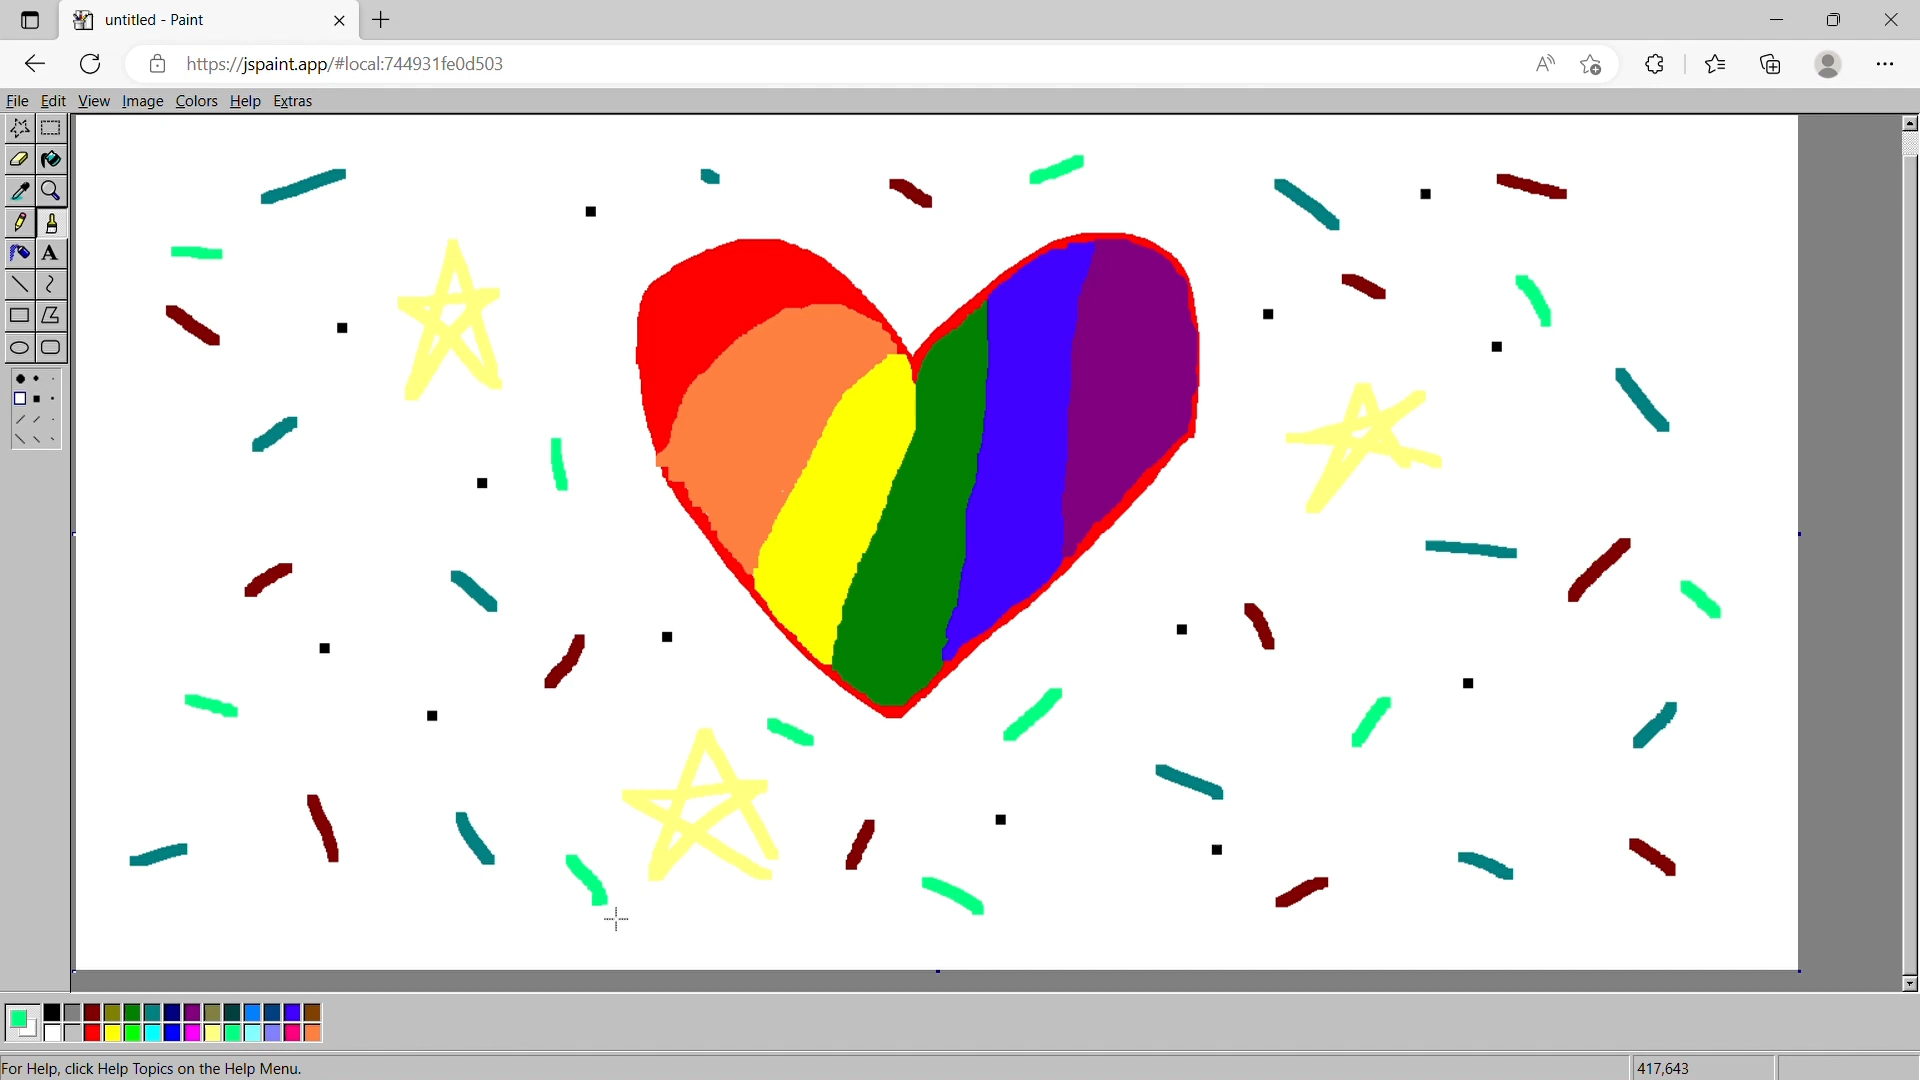 untitled - Paint
https://jspaint.app/#local:744931fe0d503
File Edit View Image Colors Help Extras
For Help, click Help Topics on the Help Menu.
417,643